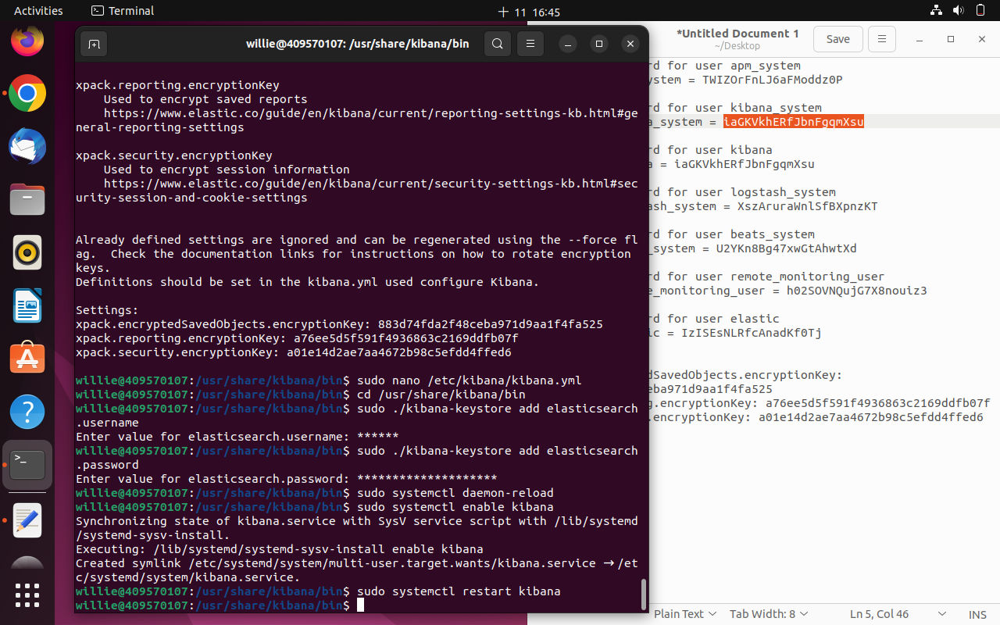 Activities
Terminal
11 16:45
willie@409570107: /usr/share/kibana/bin
xpack.reporting.encryptionKey
Used to encrypt saved reports
https://www.elastic.co/guide/en/kibana/current/reporting-settings-kb.html#ge
neral-reporting-settings
xpack.security.encryptionKey
Used to encrypt session information
https://www.elastic.co/guide/en/kibana/current/security-settings-kb.html#sec
urity-session-and-cookie-settings
Already defined settings are ignored and can be regenerated using the --force fl
ag.  Check the documentation links for instructions on how to rotate encryption
keys.
Definitions should be set in the kibana.yml used configure Kibana.
Settings:
xpack.encryptedSavedObjects.encryptionKey: 883d74fda2f48ceba971d9aa1f4fa525
xpack.reporting.encryptionKey: a76ee5d5f591f4936863c2169ddfb07f
xpack.security.encryptionKey: a01e14d2ae7aa4672b98c5efdd4ffed6
willie@409570107:/usr/share/kibana/bin$ sudo nano /etc/kibana/kibana.yml
willie@409570107:/usr/share/kibana/bin$ cd /usr/share/kibana/bin
willie@409570107:/usr/share/kibana/bin$ sudo ./kibana-keystore add elasticsearch
.username
Enter value for elasticsearch.username: ******
willie@409570107:/usr/share/kibana/bin$ sudo ./kibana-keystore add elasticsearch
.password
Enter value for elasticsearch.password: ********************
willie@409570107:/usr/share/kibana/bin$ sudo systemctl daemon-reload
willie@409570107:/usr/share/kibana/bin$ sudo systemctl enable kibana
Synchronizing state of kibana.service with SysV service script with /lib/systemd
/systemd-sysv-install.
Executing: /lib/systemd/systemd-sysv-install enable kibana
Created symlink /etc/systemd/system/multi-user.target.wants/kibana.service → /et
c/systemd/system/kibana.service.
willie@409570107:/usr/share/kibana/bin$ sudo systemctl restart kibana
willie@409570107:/usr/share/kibana/bin$
*Untitled Document 1
~/Desktop
Save
rd for user apm_system
ystem = TWIZOrFnLJ6aFModdz0P
rd for user kibana_system
a_system = iaGKVkhERfJbnFgqmXsu
rd for user kibana
a = iaGKVkhERfJbnFgqmXsu
rd for user logstash_system
ash_system = XszAruraWnlSfBXpnzKT
rd for user beats_system
_system = U2YKn8Bg47xwGtAhwtXd
rd for user remote_monitoring_user
e_monitoring_user = h02SOVNQujG7X8nouiz3
rd for user elastic
ic = IzISEsNLRfcAnadKf0Tj
dSavedObjects.encryptionKey:
eba971d9aa1f4fa525
g.encryptionKey: a76ee5d5f591f4936863c2169ddfb07f
.encryptionKey: a01e14d2ae7aa4672b98c5efdd4ffed6
Plain Text
Tab Width: 8
Ln 5, Col 46
INS